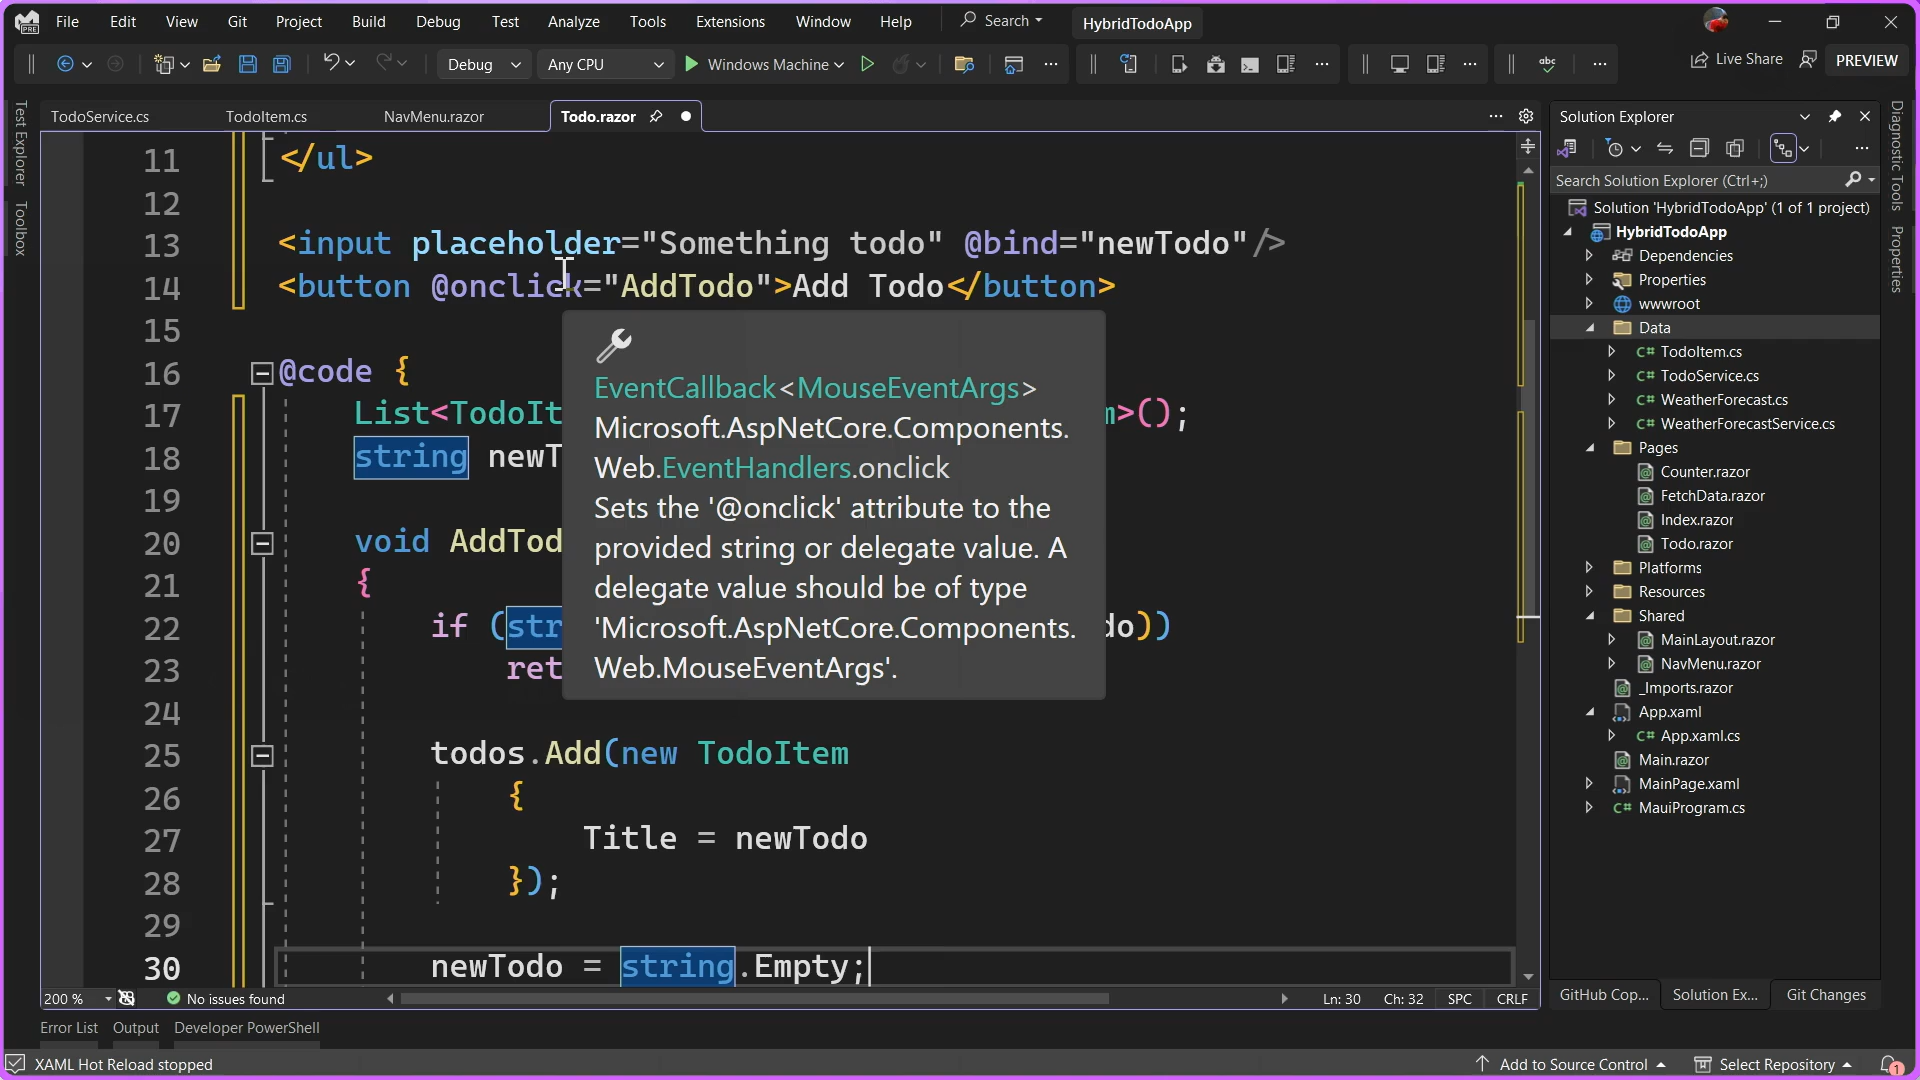 File Edit View Git Project Build Debug Test Analyze Tools Extensions Window Help Search HybridTodoApp
Debug Any CPU Windows Machine Live Share PREVIEW
TodoService.cs TodoItem.cs NavMenu.razor Todo.razor
Test Explorer
Toolbox
11 </ul>
12
13 <input placeholder="Something todo" @bind="newTodo"/>
14 <button @onclick="AddTodo">Add Todo</button>
15
16 @code {
17 List<TodoIt m>();
18 string newT
19
20 void AddTod
21 {
22 if (str do))
23 ret
24
25 todos.Add(new TodoItem
26 {
27 Title = newTodo
28 });
29
30 newTodo = string.Empty;
EventCallback<MouseEventArgs>
Microsoft.AspNetCore.Components.
Web.EventHandlers.onclick
Sets the '@onclick' attribute to the
provided string or delegate value. A
delegate value should be of type
'Microsoft.AspNetCore.Components.
Web.MouseEventArgs'.
200 % No issues found Ln: 30 Ch: 32 SPC CRLF
Solution Explorer
Search Solution Explorer (Ctrl+;)
Solution 'HybridTodoApp' (1 of 1 project)
HybridTodoApp
Dependencies
Properties
wwwroot
Data
C# TodoItem.cs
C# TodoService.cs
C# WeatherForecast.cs
C# WeatherForecastService.cs
Pages
Counter.razor
FetchData.razor
Index.razor
Todo.razor
Platforms
Resources
Shared
MainLayout.razor
NavMenu.razor
_Imports.razor
App.xaml
C# App.xaml.cs
Main.razor
MainPage.xaml
C# MauiProgram.cs
GitHub Cop... Solution Ex... Git Changes
Diagnostic Tools
Properties
Error List Output Developer PowerShell
XAML Hot Reload stopped Add to Source Control Select Repository 1